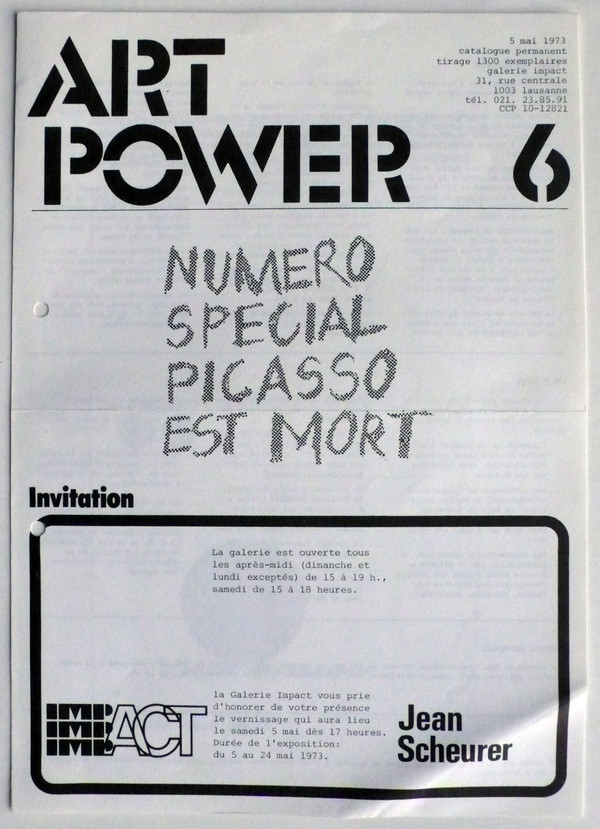 ART
POWER 6
5 mai 1973
catalogue permanent
tirage 1300 exemplaires
galerie impact
31, rue centrale
1003 lausanne
tél. 021. 23.85.91
CCP 10-12821
NUMERO
SPECIAL
PICASSO
EST MORT
Invitation
La galerie est ouverte tous
les après-midi (dimanche et
lundi exceptés) de 15 à 19 h.,
samedi de 15 à 18 heures.
IMPACT
la Galerie Impact vous prie
d'honorer de votre présence
le vernissage qui aura lieu
le samedi 5 mai dès 17 heures.
Durée de l'exposition:
du 5 au 24 mai 1973.
Jean
Scheurer